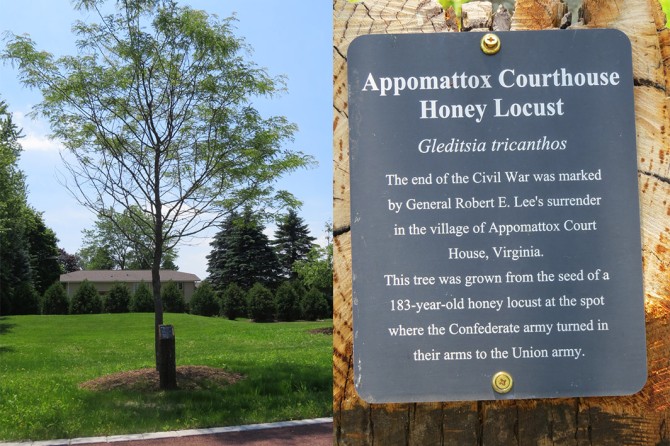 Appomattox Courthouse
Honey Locust
Gleditsia tricanthos
The end of the Civil War was marked
by General Robert E. Lee's surrender
in the village of Appomattox Court
House, Virginia.
This tree was grown from the seed of a
183-year-old honey locust at the spot
where the Confederate army turned in
their arms to the Union army.